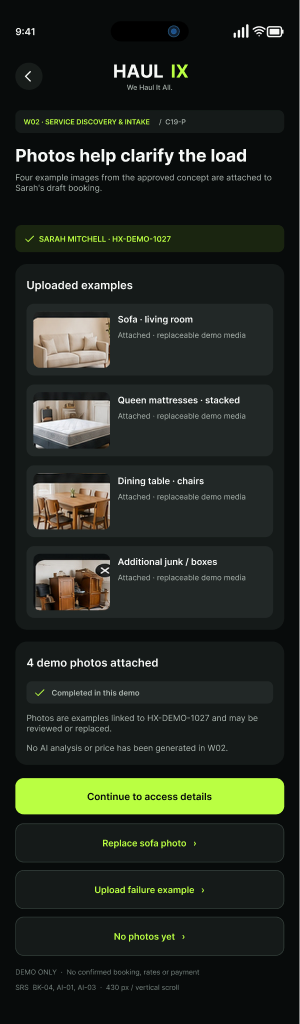 9:41
HAUL IX
We Haul It All.
W02 · SERVICE DISCOVERY & INTAKE / C19-P
Photos help clarify the load
Four example images from the approved concept are attached to
Sarah's draft booking.
SARAH MITCHELL · HX-DEMO-1027
Uploaded examples
Sofa · living room
Attached · replaceable demo media
Queen mattresses · stacked
Attached · replaceable demo media
Dining table · chairs
Attached · replaceable demo media
Additional junk / boxes
Attached · replaceable demo media
4 demo photos attached
Completed in this demo
Photos are examples linked to HX-DEMO-1027 and may be
reviewed or replaced.
No AI analysis or price has been generated in W02.
Continue to access details
Replace sofa photo ›
Upload failure example ›
No photos yet ›
DEMO ONLY · No confirmed booking, rates or payment
SRS BK-04, AI-01, AI-03 · 430 px / vertical scroll